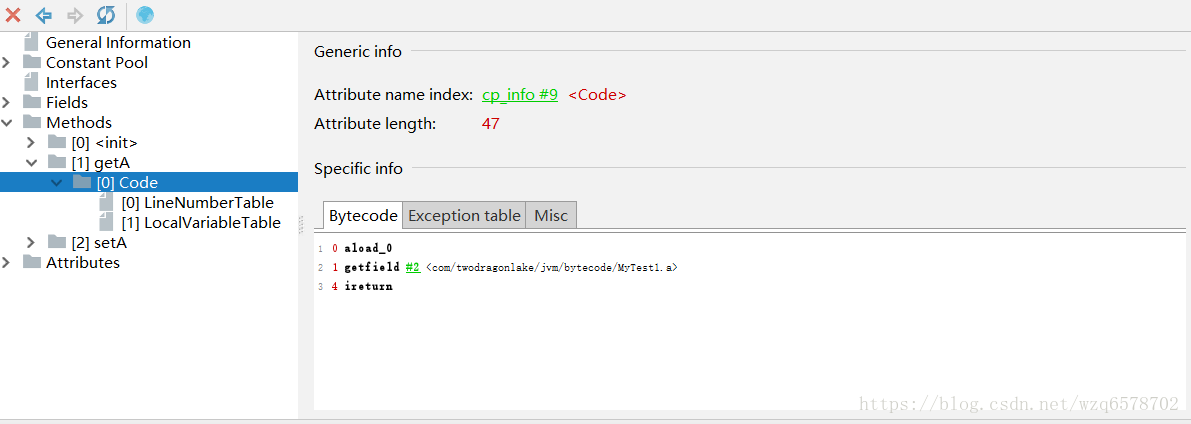 General Information
Constant Pool
Interfaces
Fields
Methods
[0] <init>
[1] getA
[0] Code
[0] LineNumberTable
[1] LocalVariableTable
[2] setA
Attributes
Generic info
Attribute name index: cp_info #9 <Code>
Attribute length: 47
Specific info
Bytecode Exception table Misc
1 0 aload_0
2 1 getfield #2 <com/twodragonlake/jvm/bytecode/MyTest1.a>
3 4 ireturn
https://blog.csdn.net/wzq6578702